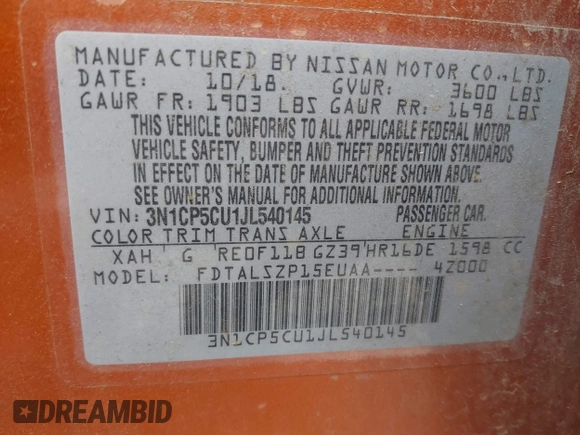 MANUFACTURED BY NISSAN MOTOR CO., LTD.
DATE: 10/18. GVWR: 3600 LBS
GAWR FR: 1903 LBS GAWR RR: 1698 LBS
THIS VEHICLE CONFORMS TO ALL APPLICABLE FEDERAL MOTOR
VEHICLE SAFETY, BUMPER AND THEFT PREVENTION STANDARDS
IN EFFECT ON THE DATE OF MANUFACTURE SHOWN ABOVE.
SEE OWNER'S MANUAL FOR ADDITIONAL INFORMATION.
VIN: 3N1CP5CU1JL540145 PASSENGER CAR.
COLOR TRIM TRANS AXLE ENGINE
XAH G RE0F11B GZ39 HR16DE 1598 CC
MODEL: FDTALSZP15EUAA---- 4Z000
3N1CP5CU1JL540145
DREAMBID